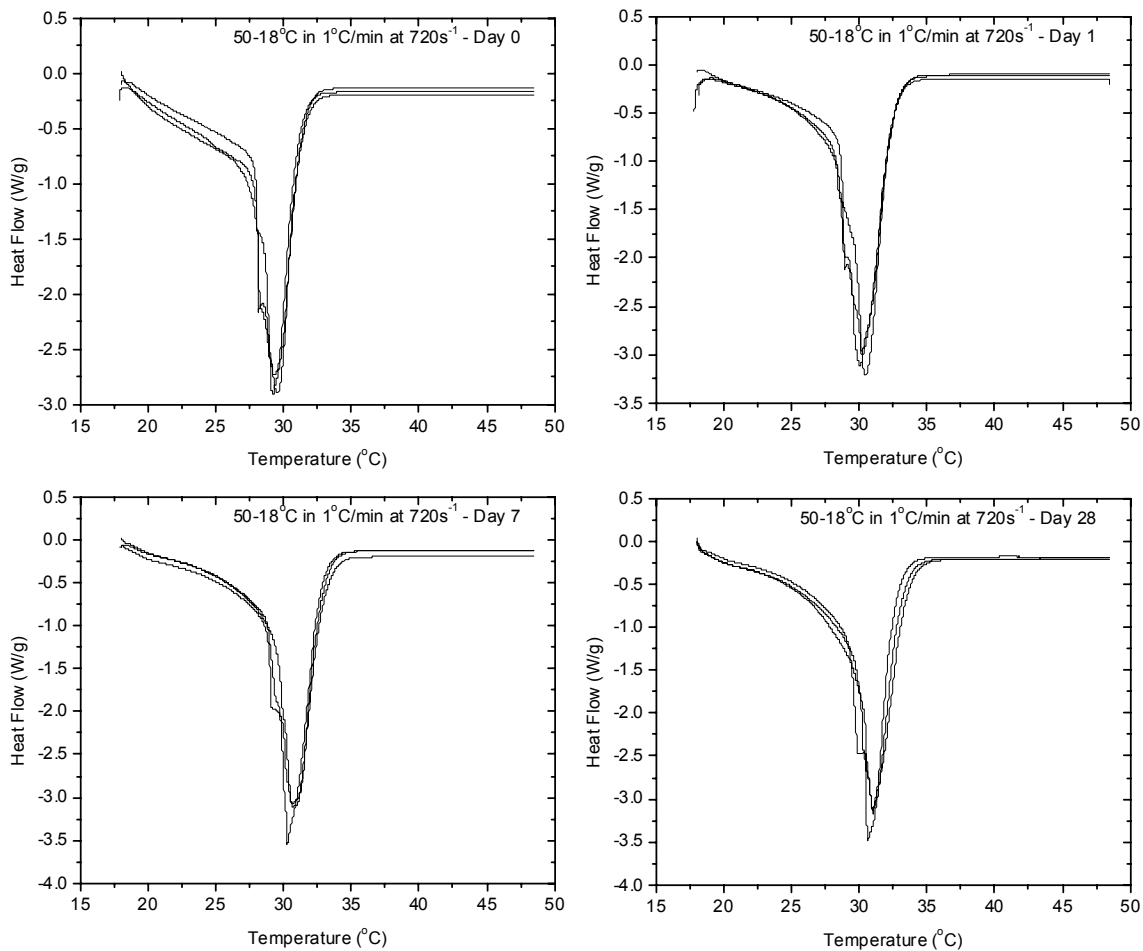 50-18°C in 1°C/min at 720s⁻¹ - Day 0
Heat Flow (W/g)
0.5
0.0
-0.5
-1.0
-1.5
-2.0
-2.5
-3.0
15 20 25 30 35 40 45 50
Temperature (°C)
50-18°C in 1°C/min at 720s⁻¹ - Day 1
Heat Flow (W/g)
0.5
0.0
-0.5
-1.0
-1.5
-2.0
-2.5
-3.0
-3.5
15 20 25 30 35 40 45 50
Temperature (°C)
50-18°C in 1°C/min at 720s⁻¹ - Day 7
Heat Flow (W/g)
0.5
0.0
-0.5
-1.0
-1.5
-2.0
-2.5
-3.0
-3.5
-4.0
15 20 25 30 35 40 45 50
Temperature (°C)
50-18°C in 1°C/min at 720s⁻¹ - Day 28
Heat Flow (W/g)
0.5
0.0
-0.5
-1.0
-1.5
-2.0
-2.5
-3.0
-3.5
-4.0
15 20 25 30 35 40 45 50
Temperature (°C)